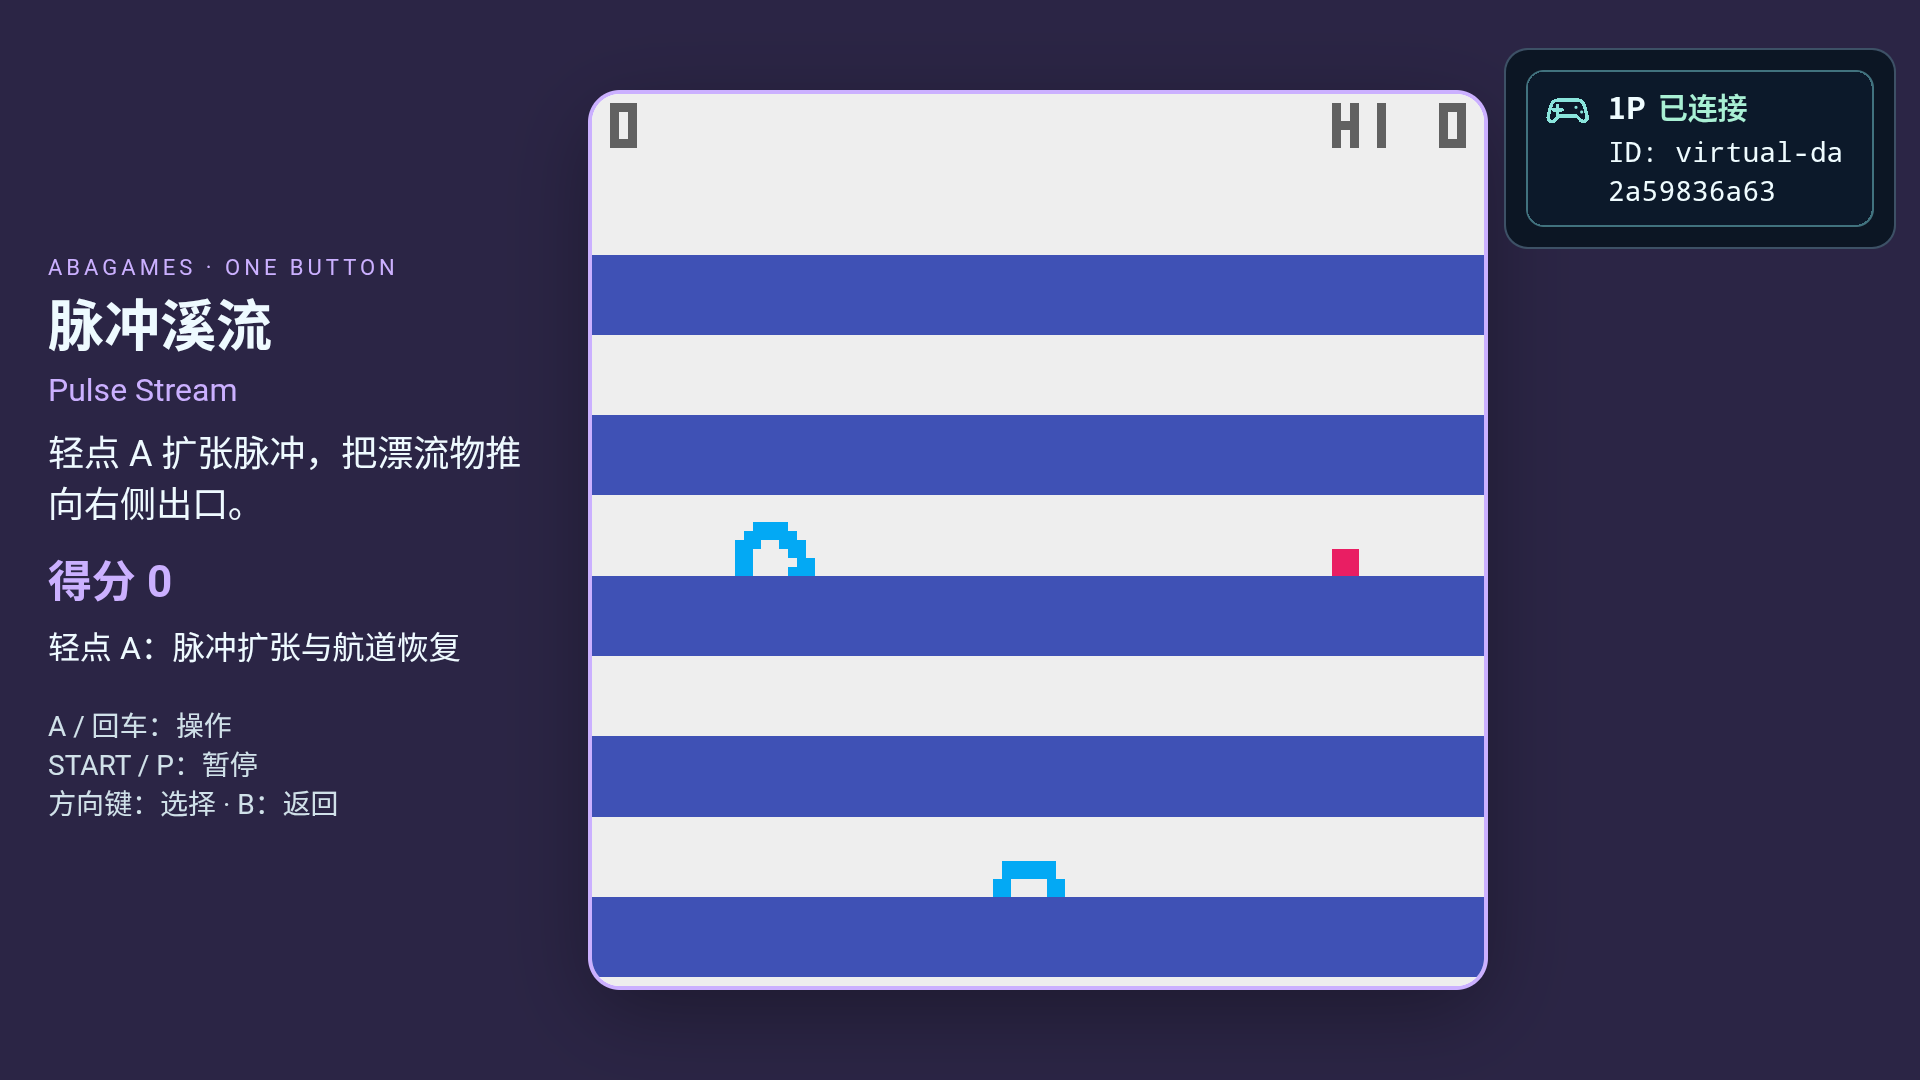 ABAGAMES · ONE BUTTON
脉冲溪流
Pulse Stream
轻点 A 扩张脉冲，把漂流物推
向右侧出口。
得分 0
轻点 A：脉冲扩张与航道恢复
A / 回车：操作
START / P：暂停
方向键：选择 · B：返回
0
HI 0
1P 已连接
ID: virtual-da
2a59836a63